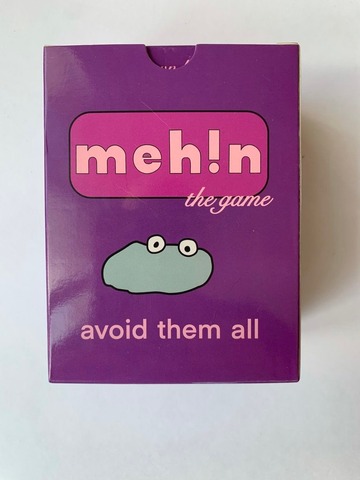 meh!n
the game
avoid them all